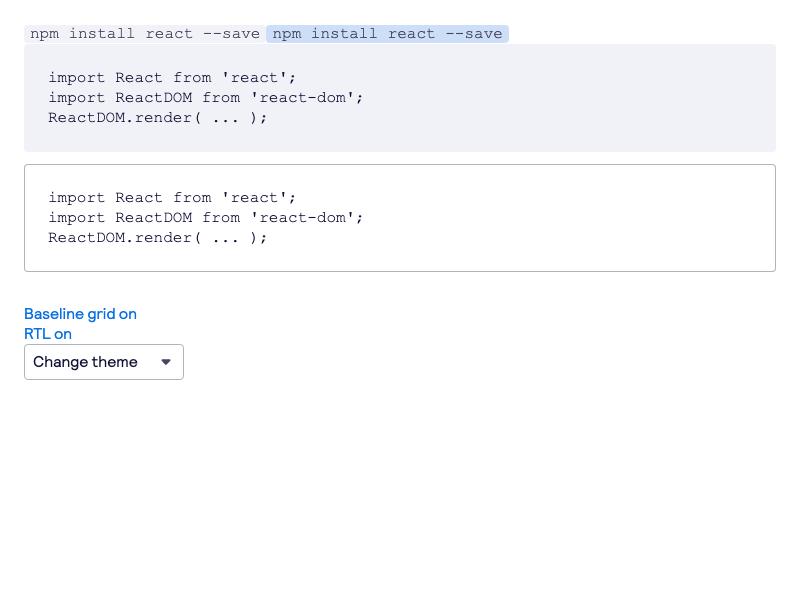 npm install react --save npm install react --save
import React from 'react';
import ReactDOM from 'react-dom';
ReactDOM.render( ... );
import React from 'react';
import ReactDOM from 'react-dom';
ReactDOM.render( ... );
Baseline grid on
RTL on
Change theme